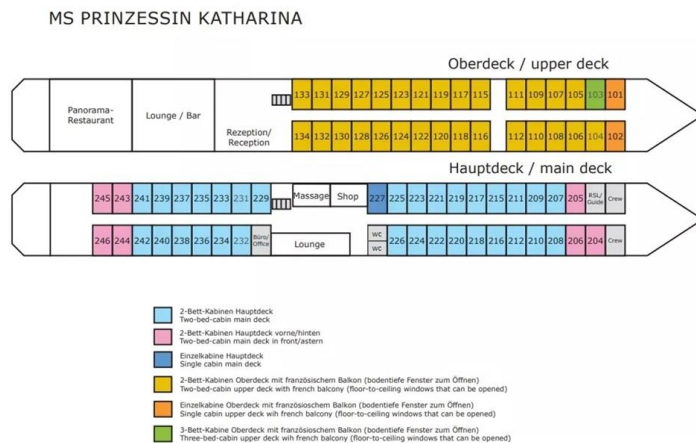 MS PRINZESSIN KATHARINA
Oberdeck / upper deck
133 131 129 127 125 123 121 119 117 115 111 109 107 105 103 101
Panorama-
Restaurant
Lounge / Bar
Rezeption/
Reception
134 132 130 128 126 124 122 120 118 116 112 110 108 106 104 102
Hauptdeck / main deck
245 243 241 239 237 235 233 231 229 Massage Shop 227 225 223 221 219 217 215 211 209 207 205 RSL/
Guide Crew
246 244 242 240 238 236 234 232 Büro/
Office Lounge WC
WC 226 224 222 220 218 216 212 210 208 206 204 Crew
2-Bett-Kabinen Hauptdeck
Two-bed-cabin main deck
2-Bett-Kabinen Hauptdeck vorne/hinten
Two-bed-cabin main deck in front/astern
Einzelkabine Hauptdeck
Single cabin main deck
2-Bett-Kabinen Oberdeck mit französischem Balkon (bodentiefe Fenster zum Öffnen)
Two-bed-cabin upper deck with french balcony (floor-to-ceiling windows that can be opened)
Einzelkabine Oberdeck mit französoischem Balkon (bodentiefe Fenster zum Öffnen)
Single cabin upper deck wih french balcony (floor-to-ceiling windows that can be opened)
3-Bett-Kabine Oberdeck mit französoischem Balkon (bodentiefe Fenster zum Öffnen)
Three-bed-cabin upper deck wih french balcony (floor-to-ceiling windows that can be opened)